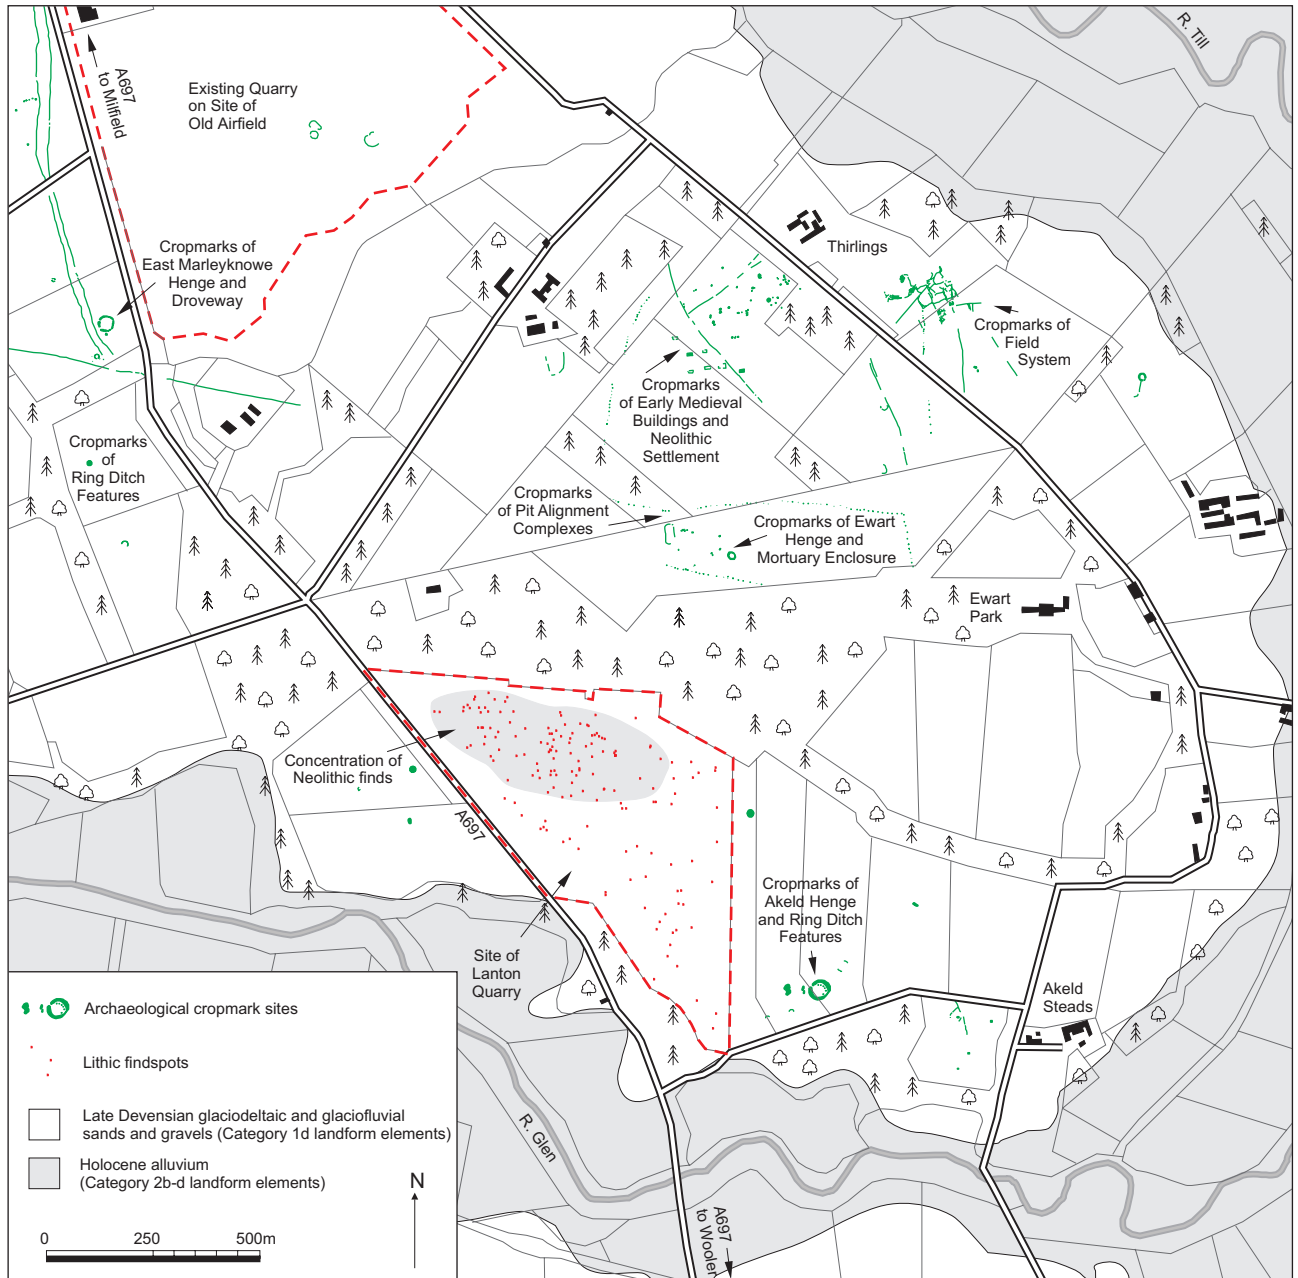 R. Till
A697
to Milfield
Existing Quarry
on Site of
Old Airfield
Cropmarks of
East Marleyknowe
Henge and
Droveway
Thirlings
Cropmarks of
Field
System
Cropmarks
of Early Medieval
Buildings and
Neolithic
Settlement
Cropmarks
of
Ring Ditch
Features
Cropmarks
of Pit Alignment
Complexes
Cropmarks of Ewart
Henge and
Mortuary Enclosure
Ewart
Park
Concentration of
Neolithic finds
A697
Cropmarks of
Akeld Henge
and Ring Ditch
Features
Site of
Lanton
Quarry
Akeld
Steads
R. Glen
A697
to Wooler
Archaeological cropmark sites
Lithic findspots
Late Devensian glaciodeltaic and glaciofluvial
sands and gravels (Category 1d landform elements)
Holocene alluvium
(Category 2b-d landform elements)
N
0 250 500m